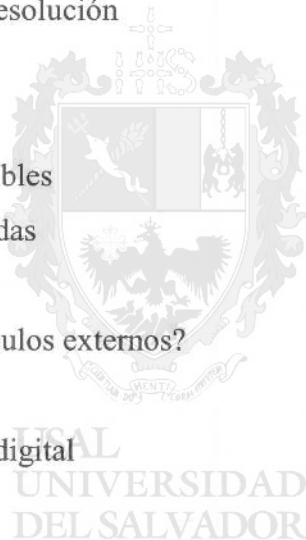 esolución
bles
das
ulos externos?
digital
USAL
UNIVERSIDAD
DEL SALVADOR